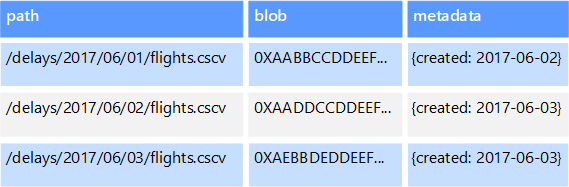 path blob metadata
/delays/2017/06/01/flights.cscv 0XAABBCCDDEEF... {created: 2017-06-02}
/delays/2017/06/02/flights.cscv 0XAADDCCDDEEF... {created: 2017-06-03}
/delays/2017/06/03/flights.cscv 0XAEBBDEDDEEF... {created: 2017-06-03}